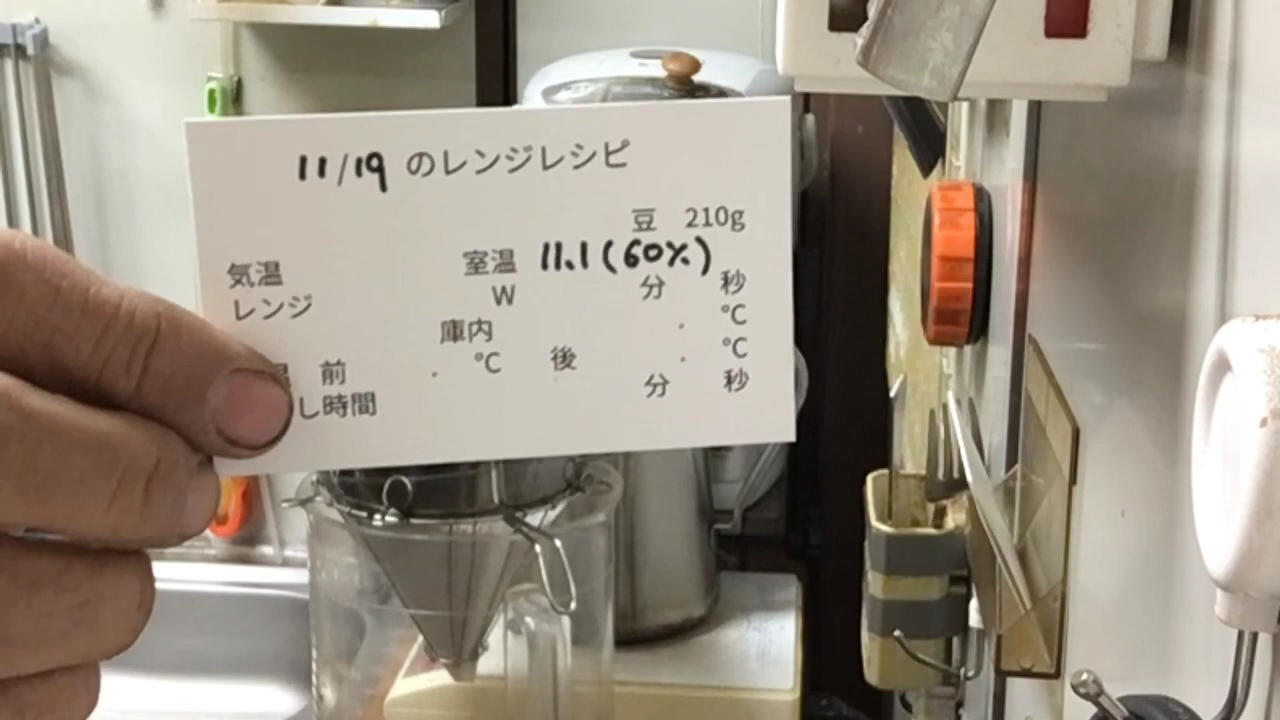 11/19 のレンジレシピ
豆 210g
気温 室温 11.1(60%)
レンジ W 分 秒
庫内 . ℃
前 . ℃ 後 . ℃
し時間 分 秒